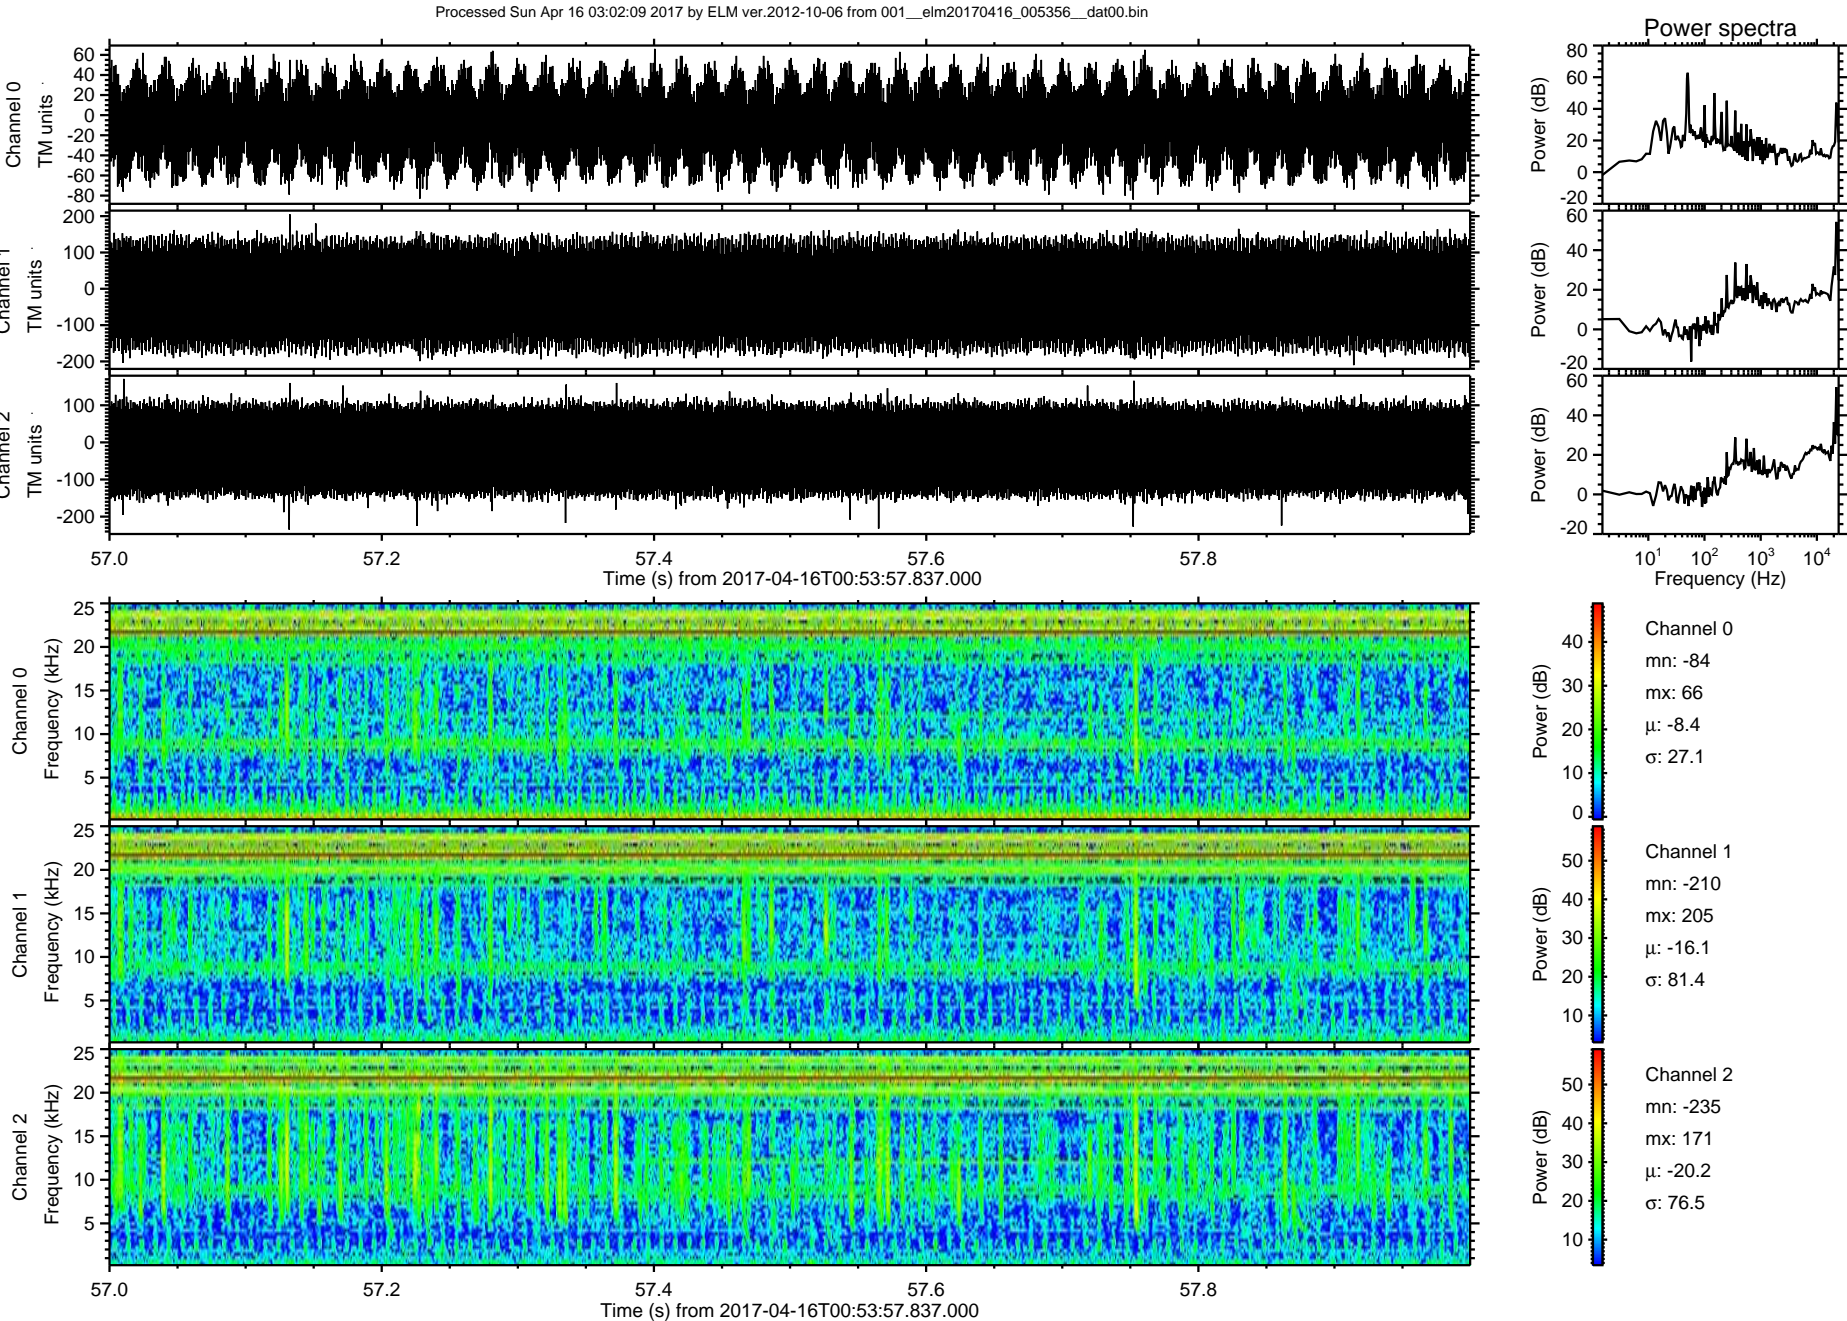 Processed Sun Apr 16 03:02:09 2017 by ELM ver.2012-10-06 from 001__elm20170416_005356__dat00.bin
Power spectra
Channel 0
TM units
60
40
20
0
-20
-40
-60
-80
Power (dB)
80
60
40
20
0
-20
Channel 1
TM units
200
100
0
-100
-200
Power (dB)
60
40
20
0
-20
Channel 2
TM units
100
0
-100
-200
Power (dB)
60
40
20
0
-20
57.0 57.2 57.4 57.6 57.8
Time (s) from 2017-04-16T00:53:57.837.000
10¹ 10² 10³ 10⁴
Frequency (Hz)
Channel 0
Frequency (kHz)
25
20
15
10
5
Power (dB)
40
30
20
10
0
Channel 0
mn: -84
mx: 66
μ: -8.4
σ: 27.1
Channel 1
Frequency (kHz)
25
20
15
10
5
Power (dB)
50
40
30
20
10
Channel 1
mn: -210
mx: 205
μ: -16.1
σ: 81.4
Channel 2
Frequency (kHz)
25
20
15
10
5
Power (dB)
50
40
30
20
10
Channel 2
mn: -235
mx: 171
μ: -20.2
σ: 76.5
57.0 57.2 57.4 57.6 57.8
Time (s) from 2017-04-16T00:53:57.837.000